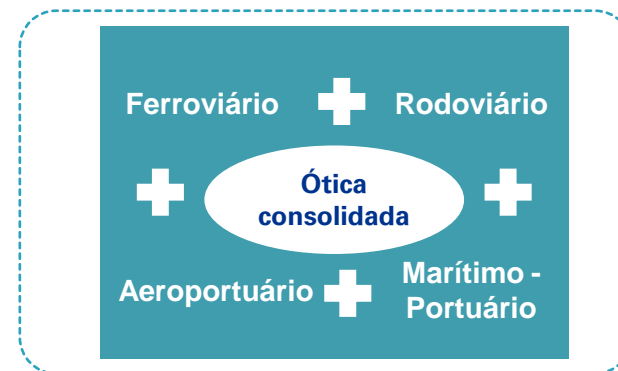 Ferroviário
Rodoviário
Ótica
consolidada
Aeroportuário
Marítimo -
Portuário